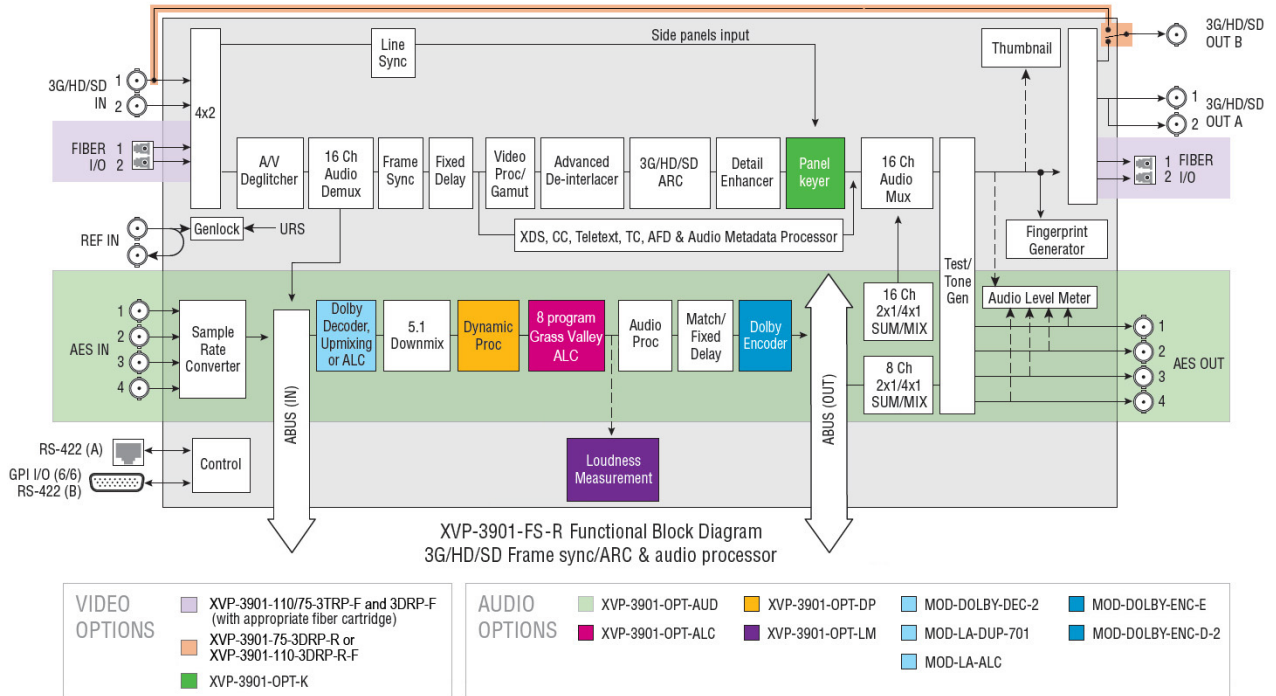 Line
Sync
Side panels input
Thumbnail
3G/HD/SD
OUT B
3G/HD/SD
IN
1
2
4x2
1
2
3G/HD/SD
OUT A
FIBER
I/O
1
2
A/V
Deglitcher
16 Ch
Audio
Demux
Frame
Sync
Fixed
Delay
Video
Proc/
Gamut
Advanced
De-interlacer
3G/HD/SD
ARC
Detail
Enhancer
Panel
keyer
16 Ch
Audio
Mux
1
2
FIBER
I/O
REF IN
Genlock
URS
XDS, CC, Teletext, TC, AFD & Audio Metadata Processor
Fingerprint
Generator
Test/
Tone
Gen
Audio Level Meter
AES IN
1
2
3
4
Sample
Rate
Converter
ABUS (IN)
Dolby
Decoder,
Upmixing
or ALC
5.1
Downmix
Dynamic
Proc
8 program
Grass Valley
ALC
Audio
Proc
Match/
Fixed
Delay
Dolby
Encoder
ABUS (OUT)
16 Ch
2x1/4x1
SUM/MIX
8 Ch
2x1/4x1
SUM/MIX
1
2
3
4
AES OUT
RS-422 (A)
GPI I/O (6/6)
RS-422 (B)
Control
Loudness
Measurement
XVP-3901-FS-R Functional Block Diagram
3G/HD/SD Frame sync/ARC & audio processor
VIDEO
OPTIONS
XVP-3901-110/75-3TRP-F and 3DRP-F
(with appropriate fiber cartridge)
XVP-3901-75-3DRP-R or
XVP-3901-110-3DRP-R-F
XVP-3901-OPT-K
AUDIO
OPTIONS
XVP-3901-OPT-AUD
XVP-3901-OPT-ALC
XVP-3901-OPT-DP
XVP-3901-OPT-LM
MOD-DOLBY-DEC-2
MOD-LA-DUP-701
MOD-LA-ALC
MOD-DOLBY-ENC-E
MOD-DOLBY-ENC-D-2